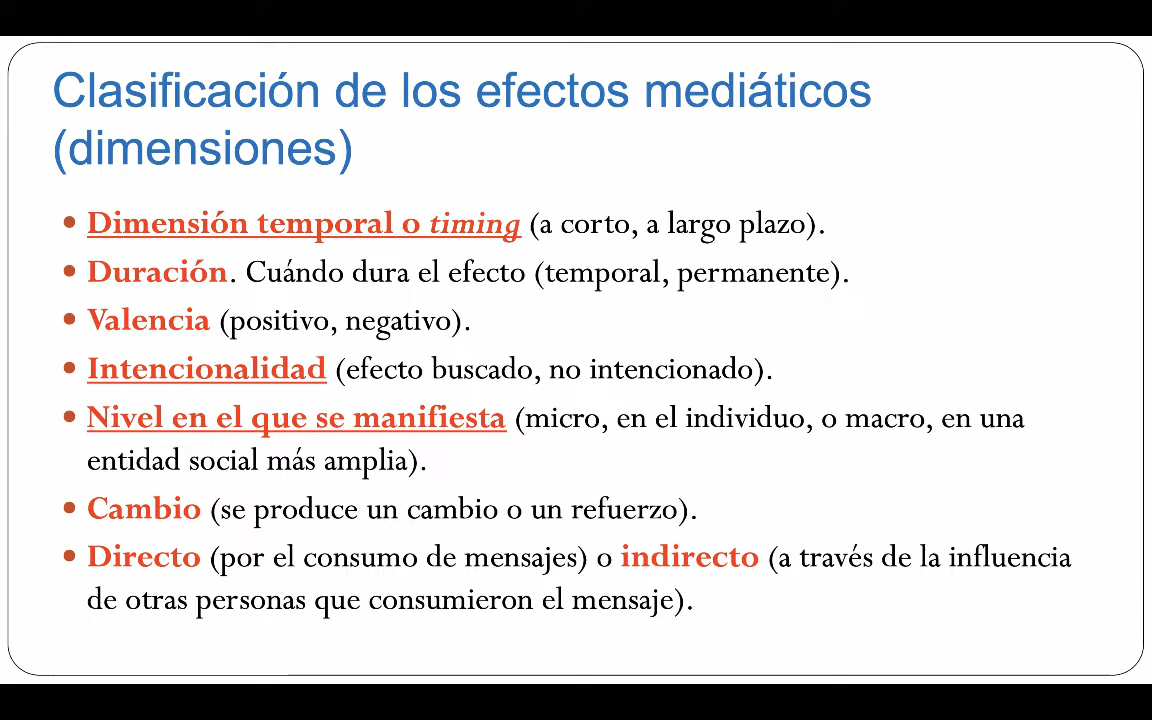 Clasificación de los efectos mediáticos
(dimensiones)
• Dimensión temporal o timing (a corto, a largo plazo).
• Duración. Cuándo dura el efecto (temporal, permanente).
• Valencia (positivo, negativo).
• Intencionalidad (efecto buscado, no intencionado).
• Nivel en el que se manifiesta (micro, en el individuo, o macro, en una
entidad social más amplia).
• Cambio (se produce un cambio o un refuerzo).
• Directo (por el consumo de mensajes) o indirecto (a través de la influencia
de otras personas que consumieron el mensaje).